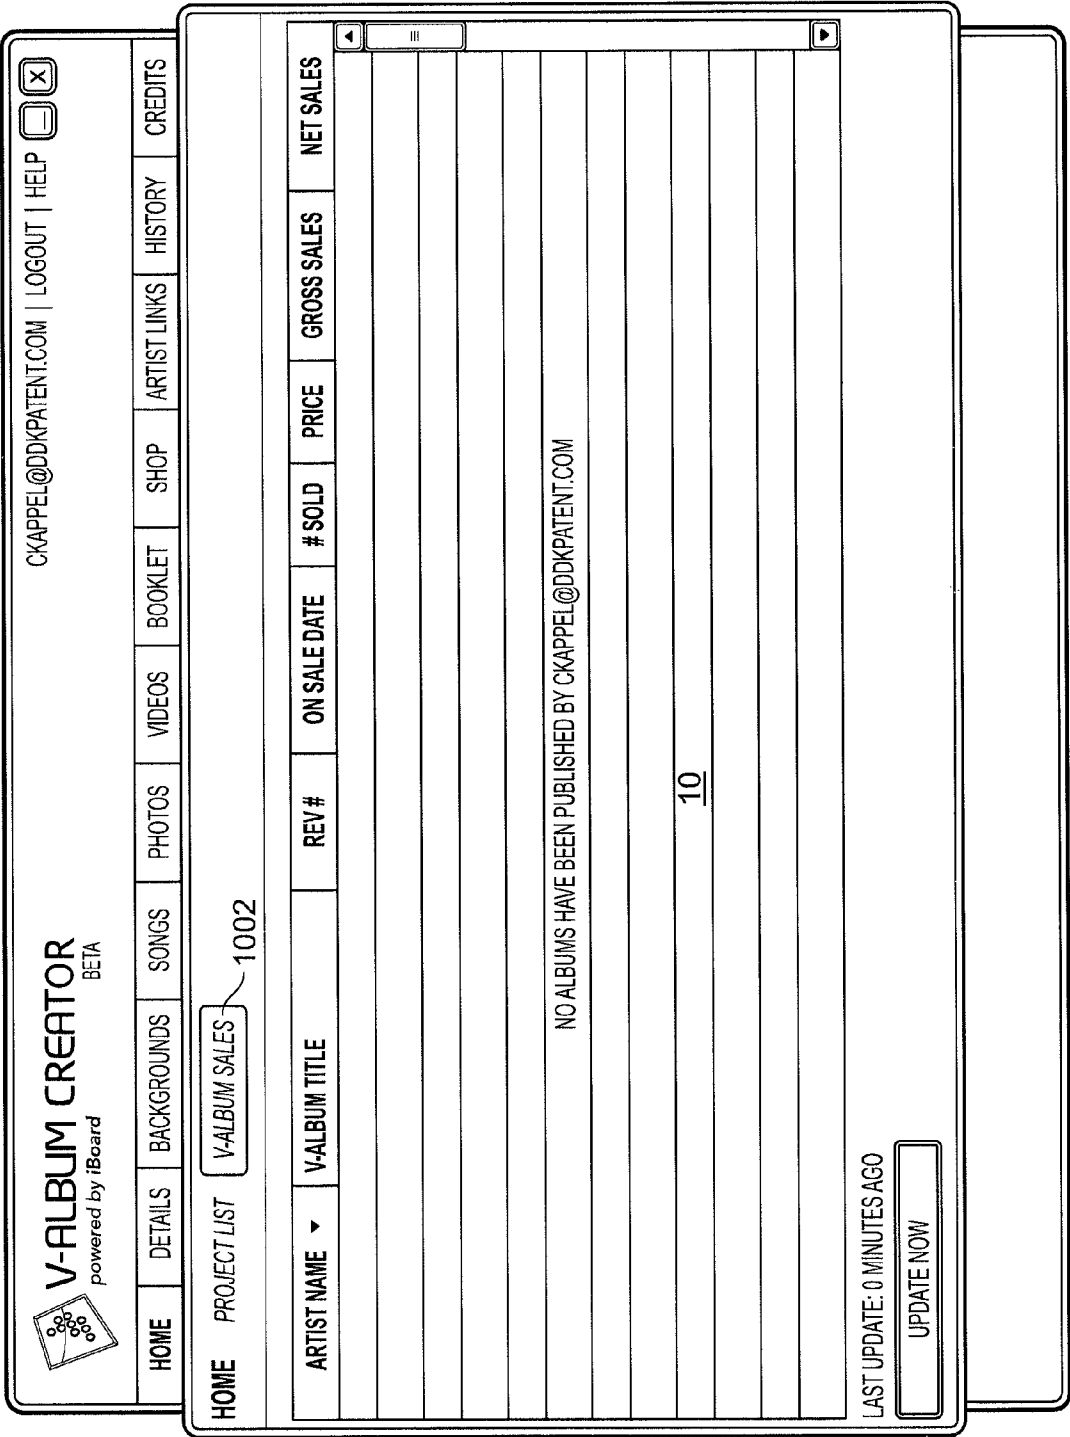 V-ALBUM CREATOR
BETA
powered by iBoard
CKAPPEL@DDKPATENT.COM | LOGOUT | HELP _ X
HOME DETAILS BACKGROUNDS SONGS PHOTOS VIDEOS BOOKLET SHOP ARTIST LINKS HISTORY CREDITS
HOME PROJECT LIST V-ALBUM SALES 1002
ARTIST NAME ▼ V-ALBUM TITLE REV # ON SALE DATE # SOLD PRICE GROSS SALES NET SALES
NO ALBUMS HAVE BEEN PUBLISHED BY CKAPPEL@DDKPATENT.COM
10
LAST UPDATE: 0 MINUTES AGO
UPDATE NOW